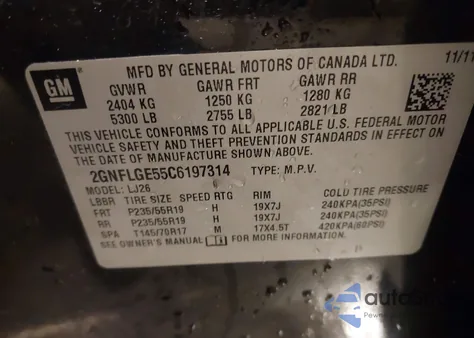 GM
MFD BY GENERAL MOTORS OF CANADA LTD. 11/11
GVWR GAWR FRT GAWR RR
2404 KG 1250 KG 1280 KG
5300 LB 2755 LB 2821 LB
THIS VEHICLE CONFORMS TO ALL APPLICABLE U.S. FEDERAL MOTOR
VEHICLE SAFETY AND THEFT PREVENTION STANDARDS IN EFFECT ON
THE DATE OF MANUFACTURE SHOWN ABOVE.
2GNFLGE55C6197314 TYPE: M.P.V.
MODEL: LJ26
LBBR TIRE SIZE SPEED RTG RIM COLD TIRE PRESSURE
FRT P235/55R19 H 19X7J 240KPA(35PSI)
RR P235/55R19 H 19X7J 240KPA(35PSI)
SPA T145/70R17 M 17X4.5T 420KPA(60PSI)
SEE OWNER'S MANUAL FOR MORE INFORMATION